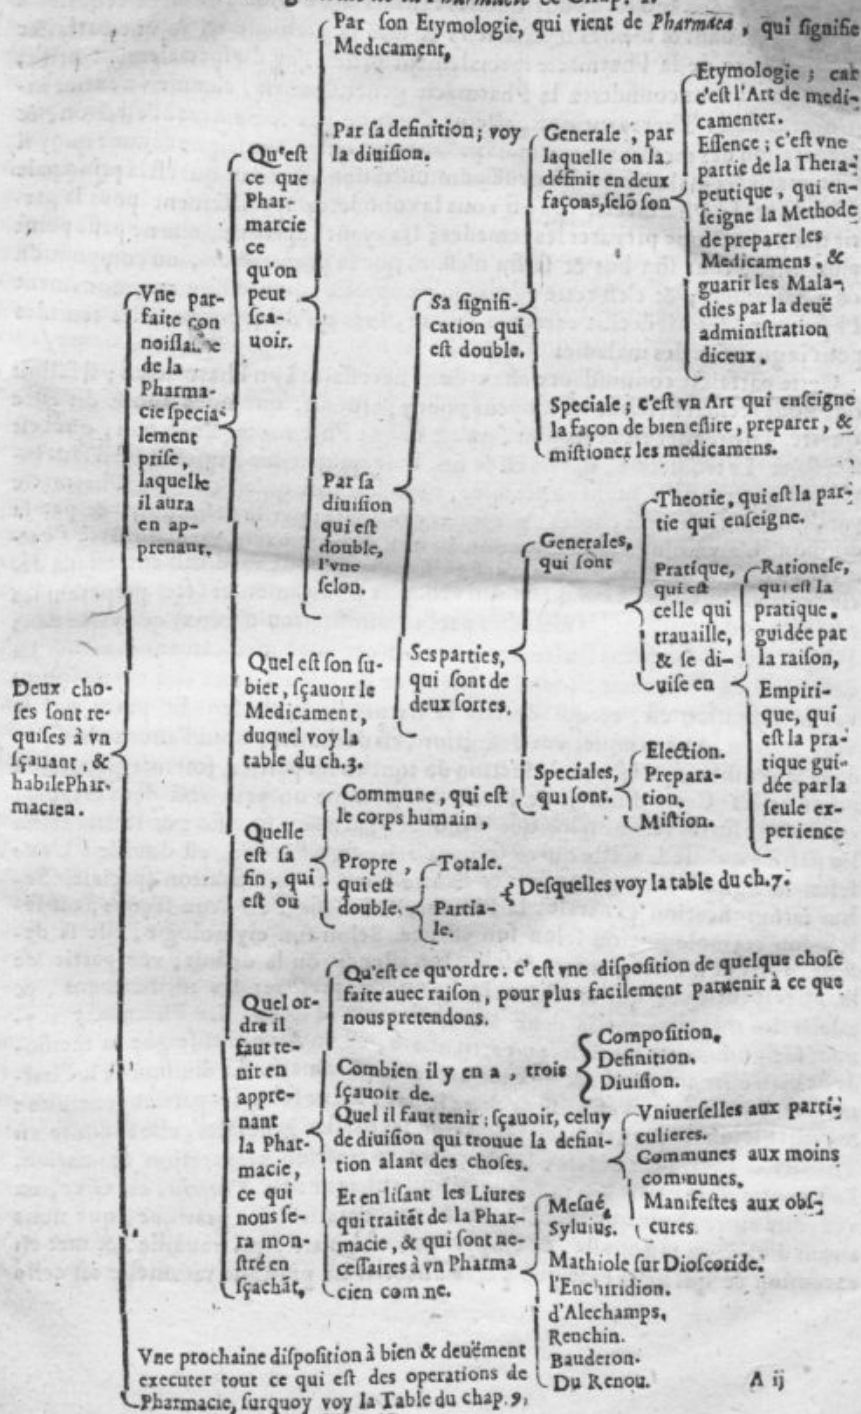 de la Pharmacie & Chap. 1.
Par son Etymologie, qui vient de Pharmaca, qui signifie
Medicament,
Etymologie ; car
c'est l'Art de medi-
camenter.
Essence ; c'est vne
partie de la Thera-
peutique, qui en-
seigne la Methode
de preparer les
Medicamens, &
guarir les Mala-
dies par la deuë
administration
diceux.
Par sa definition ; voy
la diuision.
Generale, par
laquelle on la
définit en deux
façons, selō son
Qu'est
ce que
Phar-
marcie
ce
qu'on
peut
sca-
uoir.
Sa signifi-
cation qui
est double.
Vne par-
faite con
noissance
de la
Pharma-
cie specia-
lement
prise,
laquelle
il aura
en ap-
prenant.
Speciale ; c'est vn Art qui enseigne
la façon de bien eslire, preparer, &
mistioner les medicamens.
Par sa
diuision
qui est
double,
l'vne
selon.
Theorie, qui est la par-
tie qui enseigne.
Generales,
qui sont
Pratique,
qui est
celle qui
trauaille,
& se di-
uise en
Rationele,
qui est la
pratique.
guidée par
la raison,
Empiri-
que, qui
est la pra-
tique gui-
dée par la
seule ex-
perience
Ses parties,
qui sont de
deux sortes.
Quel est son su-
biet, sçauoir le
Medicament,
duquel voy la
table du ch. 3.
Deux cho-
ses sont re-
quises à vn
sçauant, &
habile Phar-
macien.
Speciales,
qui sont.
Election.
Prepara-
tion.
Mistion.
Commune, qui est
le corps humain,
Quelle
est sa
fin, qui
est ou
Propre,
qui est
double.
Totale.
Partia-
le.
Desquelles voy la table du ch. 7.
Qu'est ce qu'ordre. c'est vne disposition de quelque chose
faite auec raison, pour plus facilement paruenir à ce que
nous pretendons.
Quel or-
dre il
faut te-
nir en
appre-
nant
la Phar-
macie,
ce qui
nous se-
ra mon-
stré en
sçachāt,
Combien il y en a, trois
sçauoir de.
Composition,
Definition.
Diuision.
Quel il faut tenir ; sçauoir, celuy
de diuision qui trouue la defini-
tion alant des choses.
Vniuerselles aux parti-
culieres.
Communes aux moins
communes.
Manifestes aux obs-
cures.
Et en lisant les Liures
qui traitēt de la Phar-
macie, & qui sont ne-
cessaires à vn Pharma
cien comme.
Mesué,
Syluius.
Mathiole sur Dioscoride.
l'Enchiridion.
d'Alechamps,
Renchin.
Bauderon.
Du Renou.
Vne prochaine disposition à bien & deuëment
executer tout ce qui est des operations de
Pharmacie, surquoy voy la Table du chap. 9,
A ij